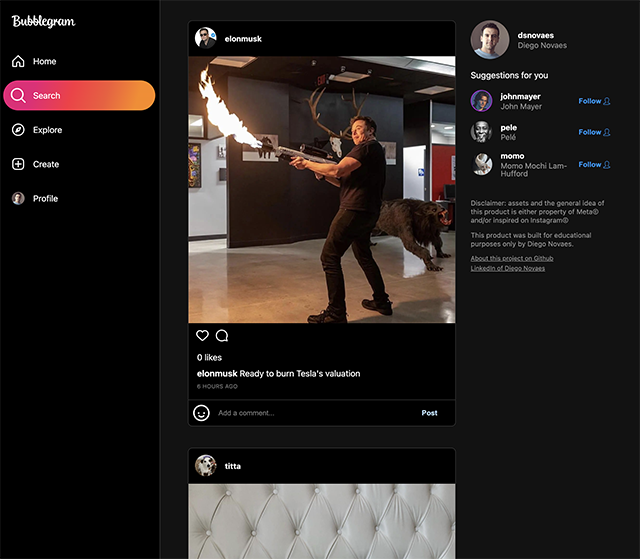 Bubblegram
Home
Search
Explore
Create
Profile
elonmusk
EXIT
0 likes
elonmusk Ready to burn Tesla's valuation
6 HOURS AGO
Add a comment...
Post
titta
dsnovaes
Diego Novaes
Suggestions for you
johnmayer
John Mayer
Follow
pele
Pelé
Follow
momo
Momo Mochi Lam-
Hufford
Follow
Disclaimer: assets and the general idea of
this product is either property of Meta®
and/or inspired on Instagram®
This product was built for educational
purposes only by Diego Novaes.
About this project on Github
LinkedIn of Diego Novaes